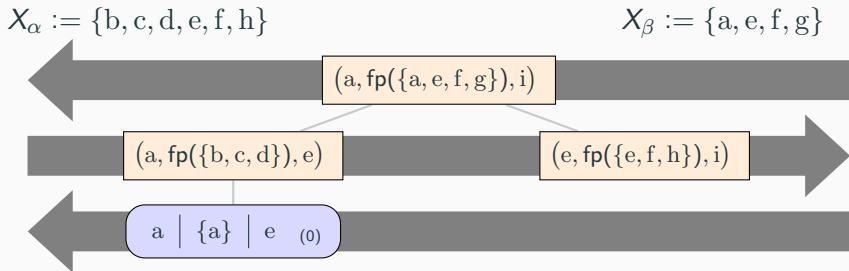 X_α := {b, c, d, e, f, h}
X_β := {a, e, f, g}
(a, fp({a, e, f, g}), i)
(a, fp({b, c, d}), e)
(e, fp({e, f, h}), i)
a | {a} | e (0)